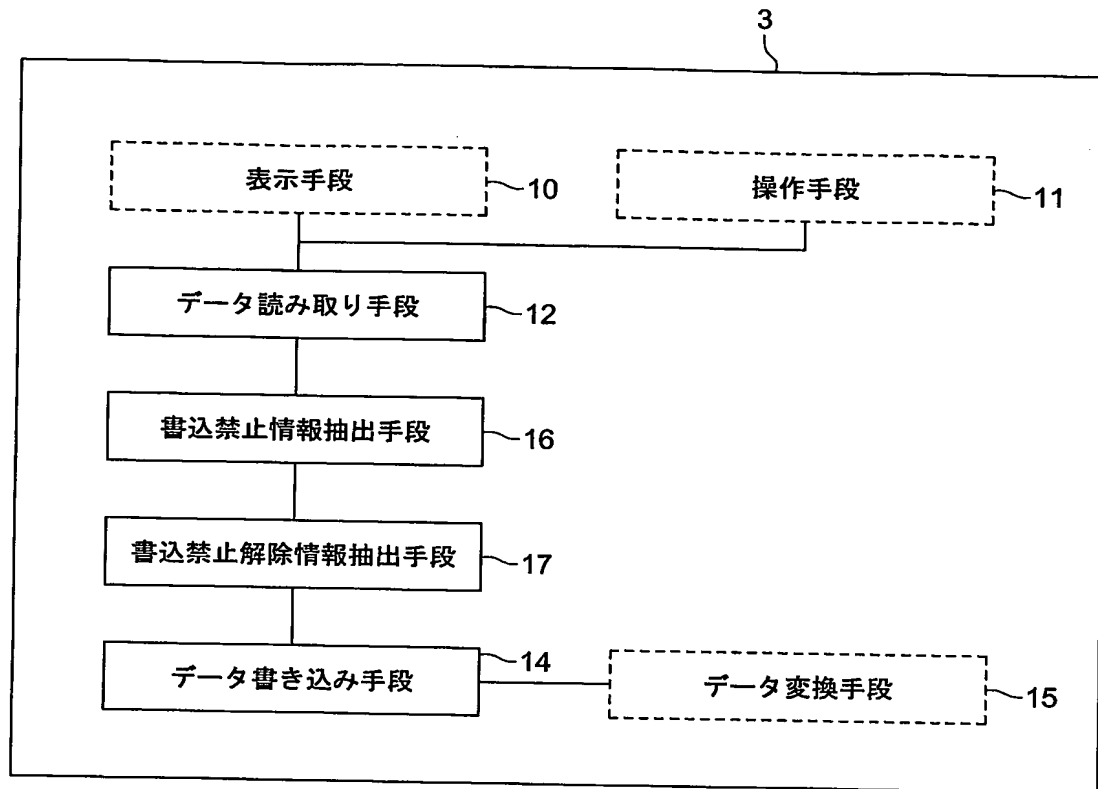 3
表示手段
10
操作手段
11
データ読み取り手段
12
書込禁止情報抽出手段
16
書込禁止解除情報抽出手段
17
データ書き込み手段
14
データ変換手段
15